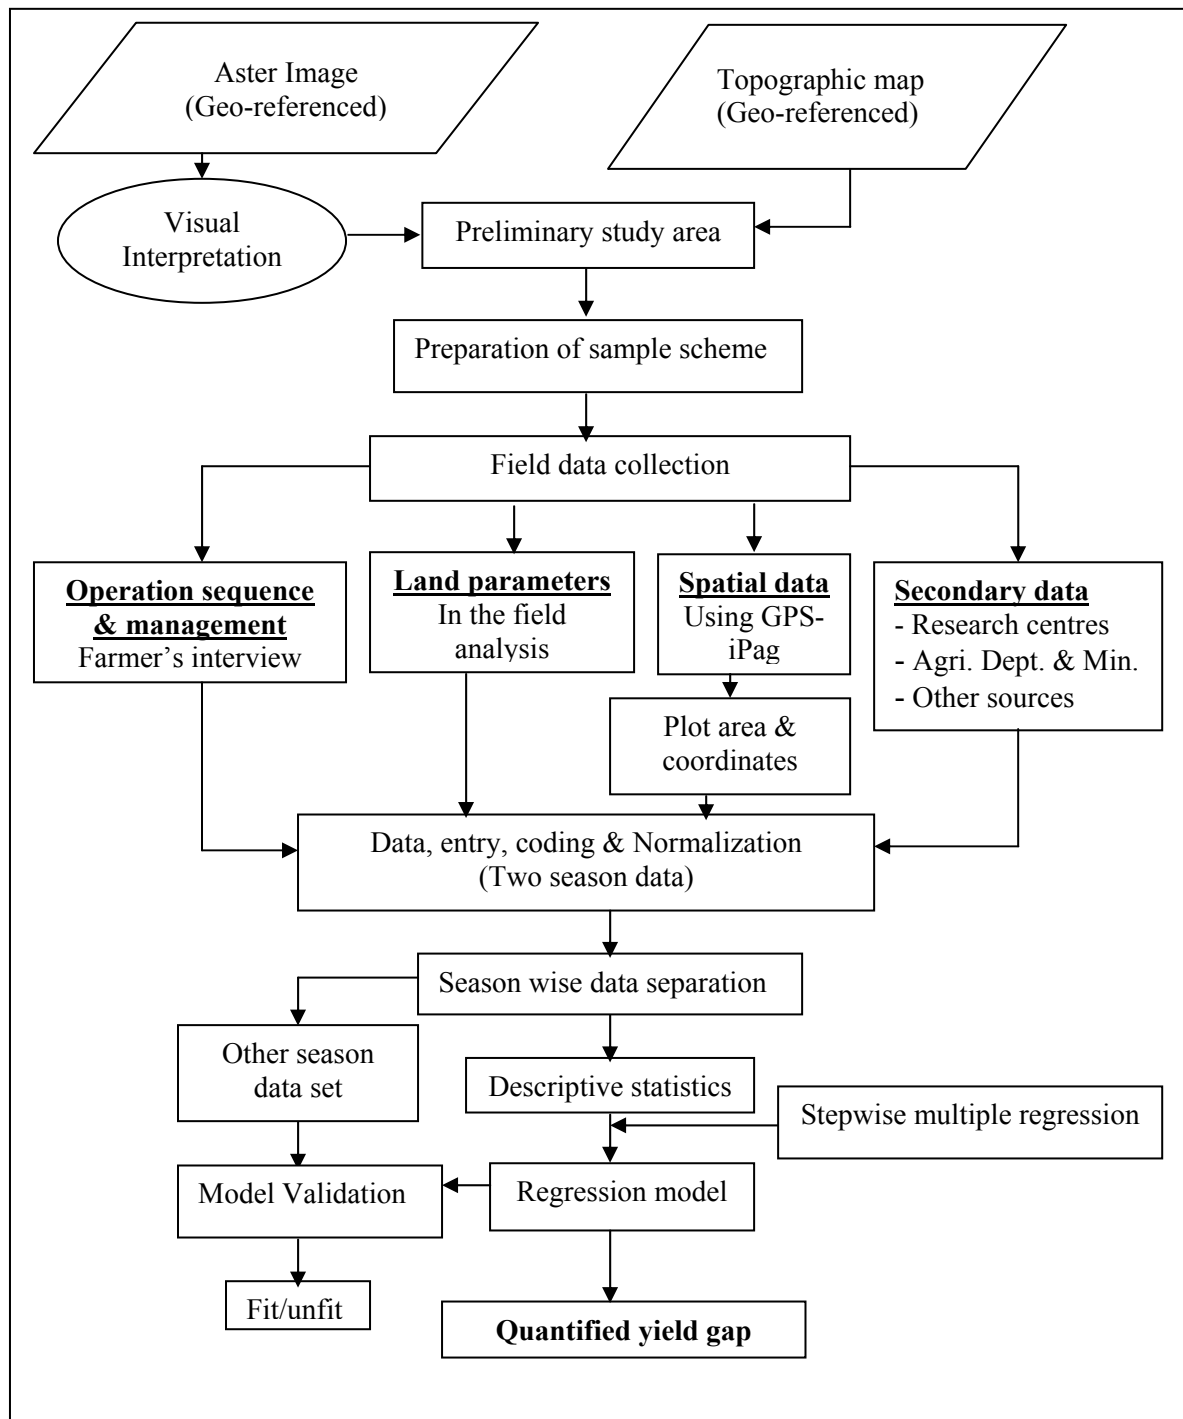 Aster Image
(Geo-referenced)
Topographic map
(Geo-referenced)
Visual
Interpretation
Preliminary study area
Preparation of sample scheme
Field data collection
Operation sequence
& management
Farmer's interview
Land parameters
In the field
analysis
Spatial data
Using GPS-
iPag
Secondary data
- Research centres
- Agri. Dept. & Min.
- Other sources
Plot area &
coordinates
Data, entry, coding & Normalization
(Two season data)
Season wise data separation
Other season
data set
Descriptive statistics
Stepwise multiple regression
Model Validation
Regression model
Fit/unfit
Quantified yield gap